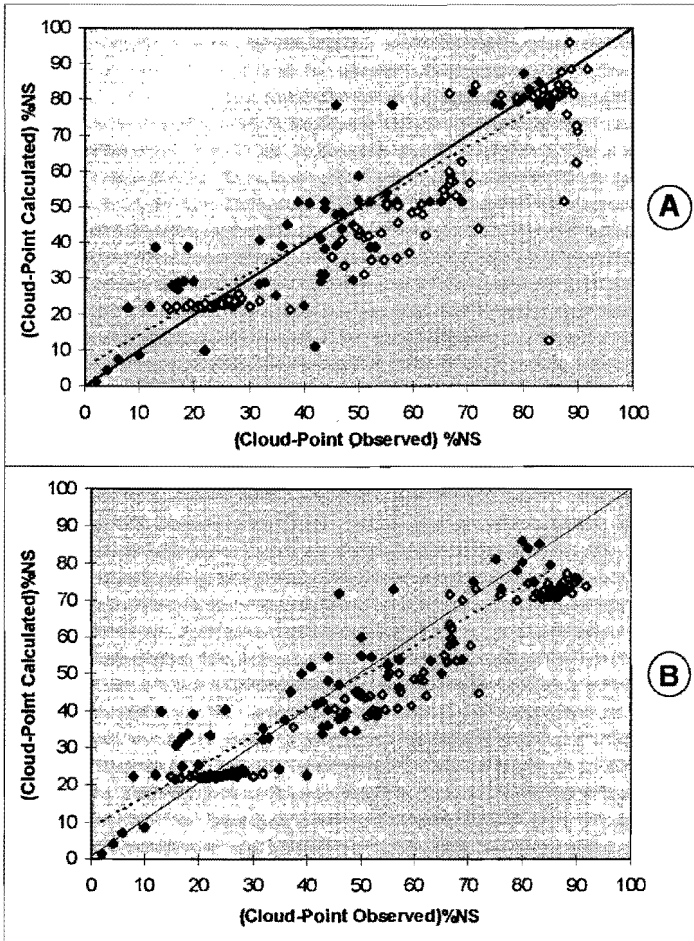 100
90
80
70
60
50
40
30
20
10
0
(Cloud-Point Calculated) %NS
0 10 20 30 40 50 60 70 80 90 100
(Cloud-Point Observed) %NS
A
100
90
80
70
60
50
40
30
20
10
0
(Cloud-Point Calculated)%NS
0 10 20 30 40 50 60 70 80 90 100
(Cloud-Point Observed)%NS
B